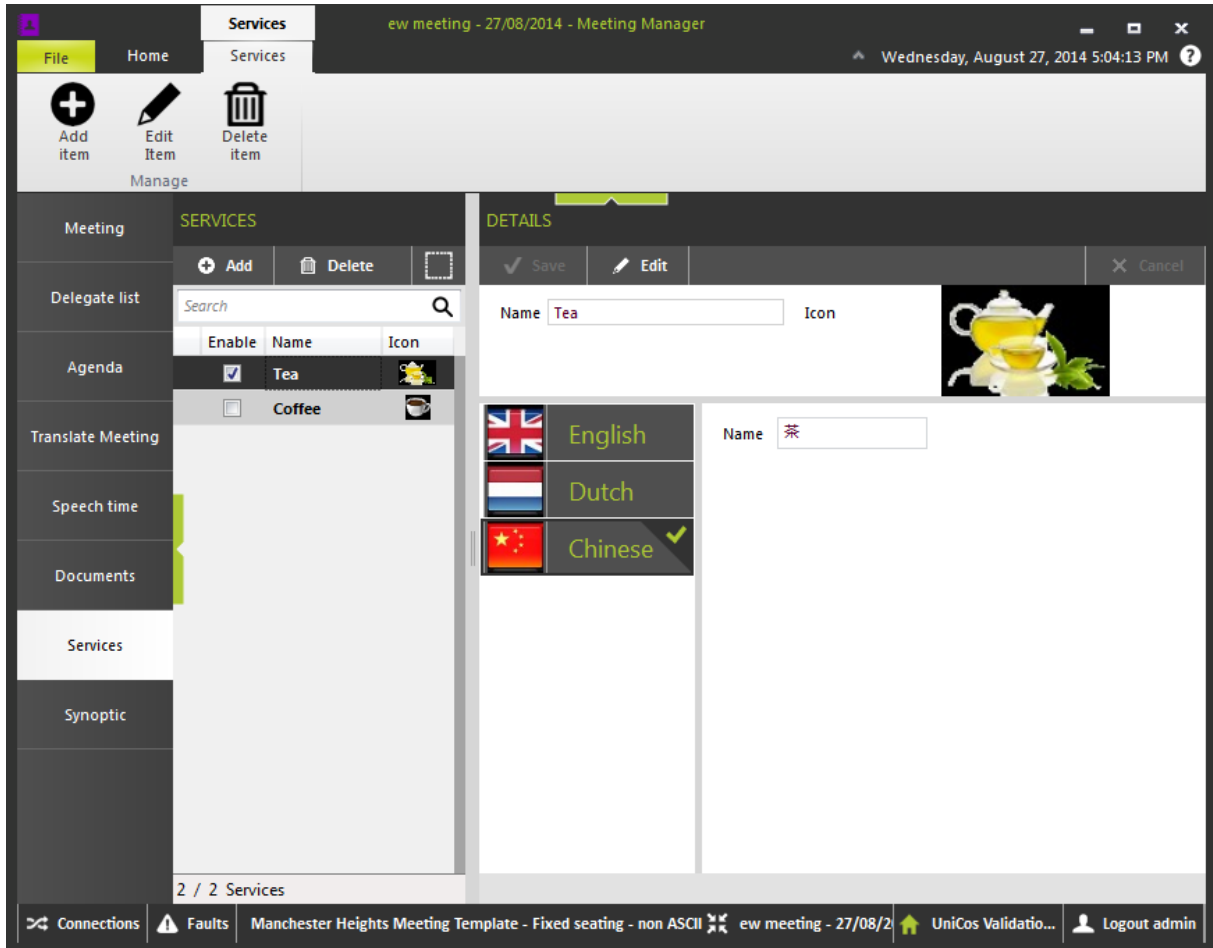 Services
ew meeting - 27/08/2014 - Meeting Manager
File
Home
Services
Wednesday, August 27, 2014 5:04:13 PM
?
Add
item
Edit
Item
Delete
item
Manage
Meeting
Delegate list
Agenda
Translate Meeting
Speech time
Documents
Services
Synoptic
SERVICES
Add
Delete
Search
Enable Name Icon
Tea
Coffee
2 / 2 Services
DETAILS
Save
Edit
Cancel
Name Tea Icon
English
Dutch
Chinese
Name 茶
Connections
Faults
Manchester Heights Meeting Template - Fixed seating - non ASCII
ew meeting - 27/08/2
UniCos Validatio...
Logout admin